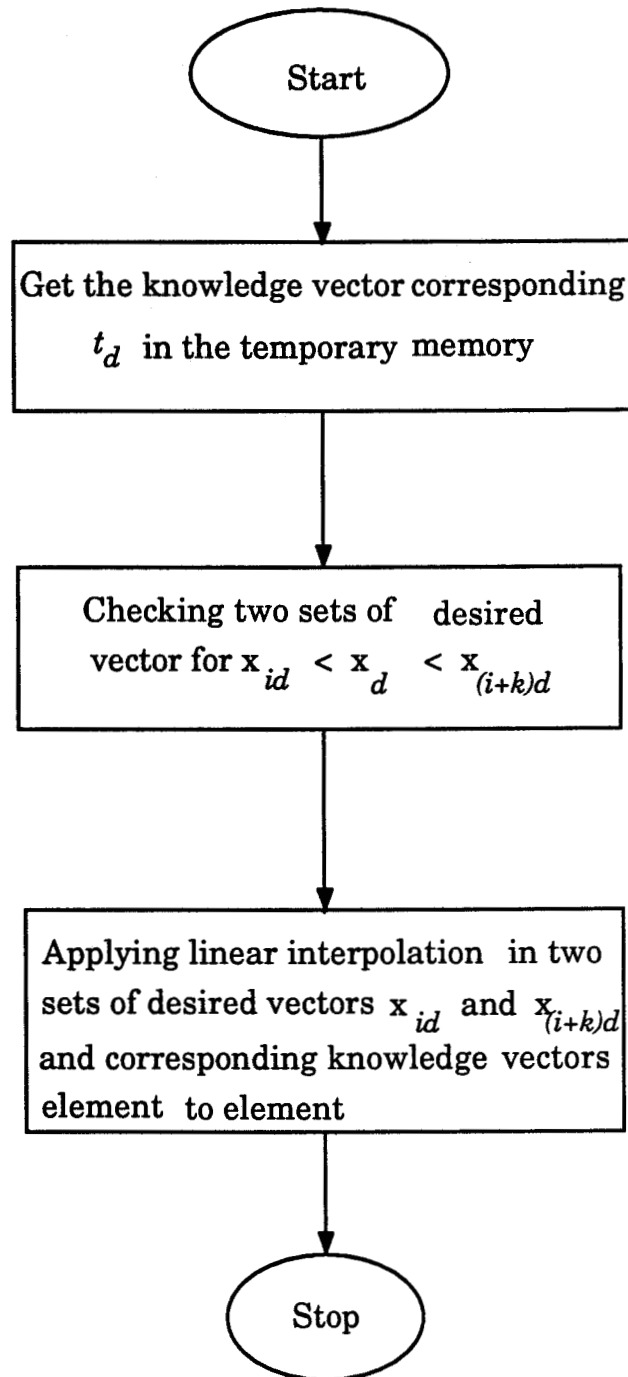 Start
Get the knowledge vector corresponding
t_d in the temporary memory
Checking two sets of desired
vector for x_id < x_d < x_(i+k)d
Applying linear interpolation in two
sets of desired vectors x_id and x_(i+k)d
and corresponding knowledge vectors
element to element
Stop